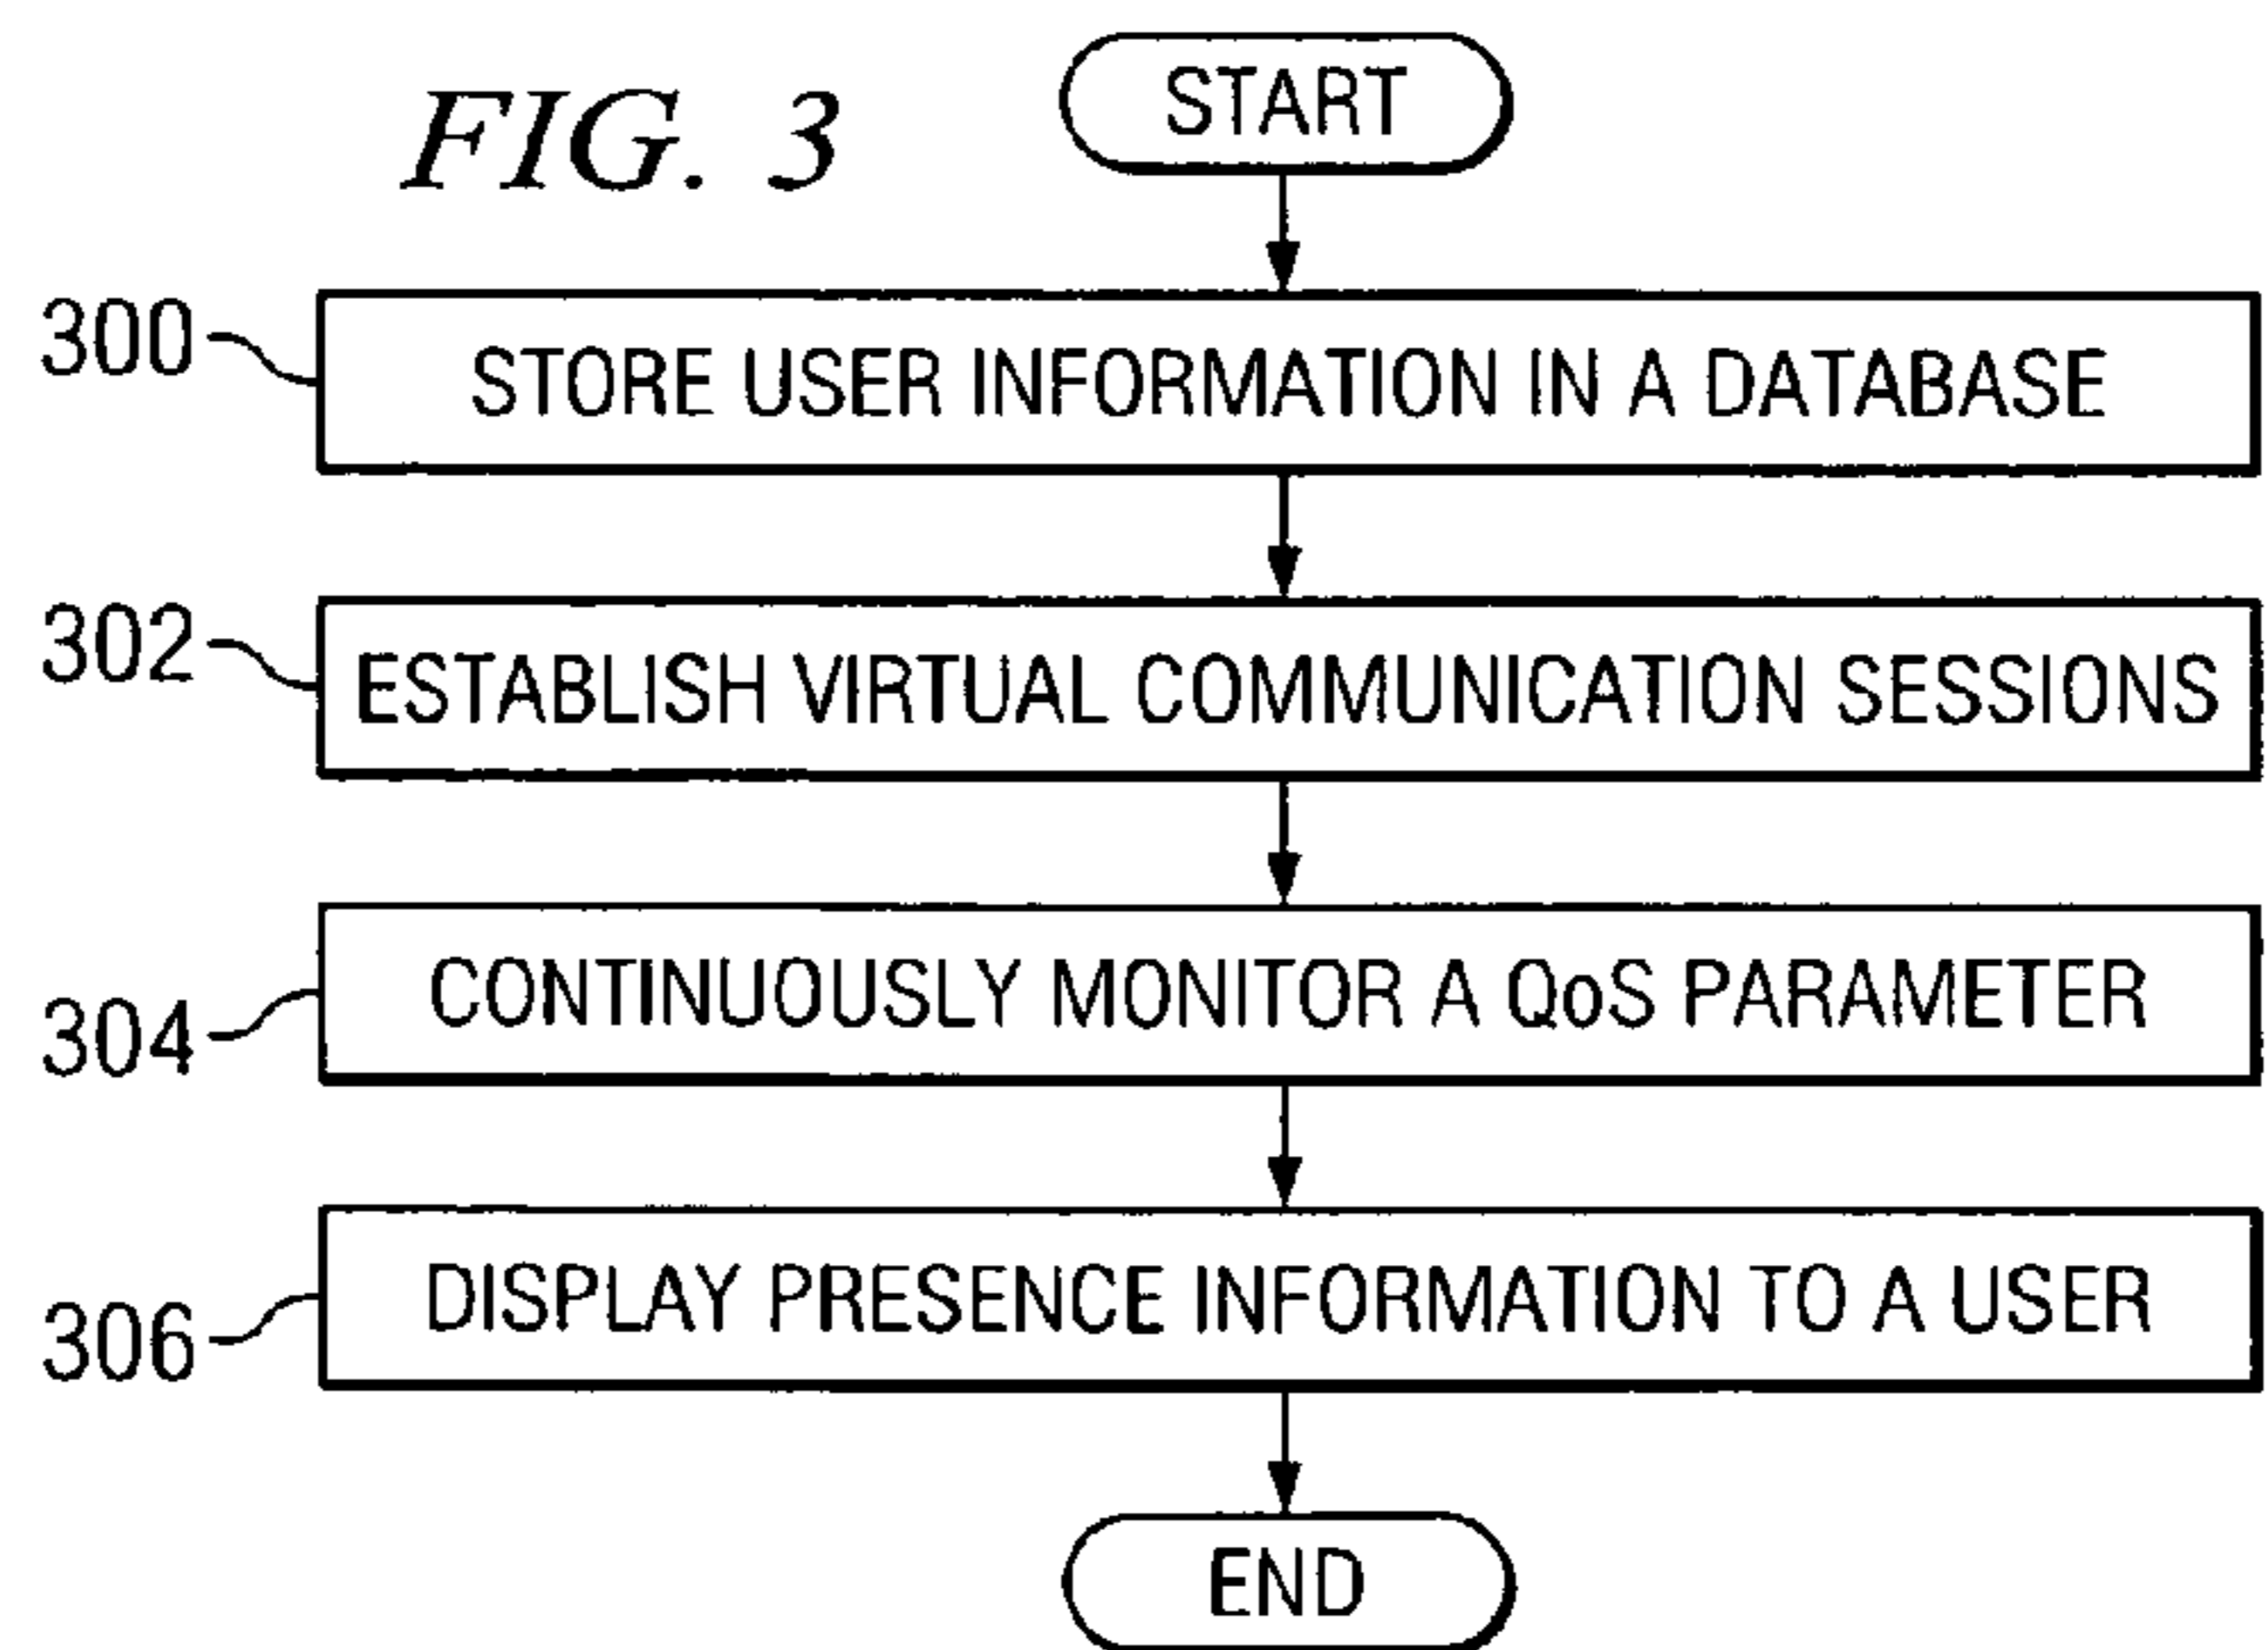 FIG. 3
START
300
STORE USER INFORMATION IN A DATABASE
302
ESTABLISH VIRTUAL COMMUNICATION SESSIONS
304
CONTINUOUSLY MONITOR A QoS PARAMETER
306
DISPLAY PRESENCE INFORMATION TO A USER
END